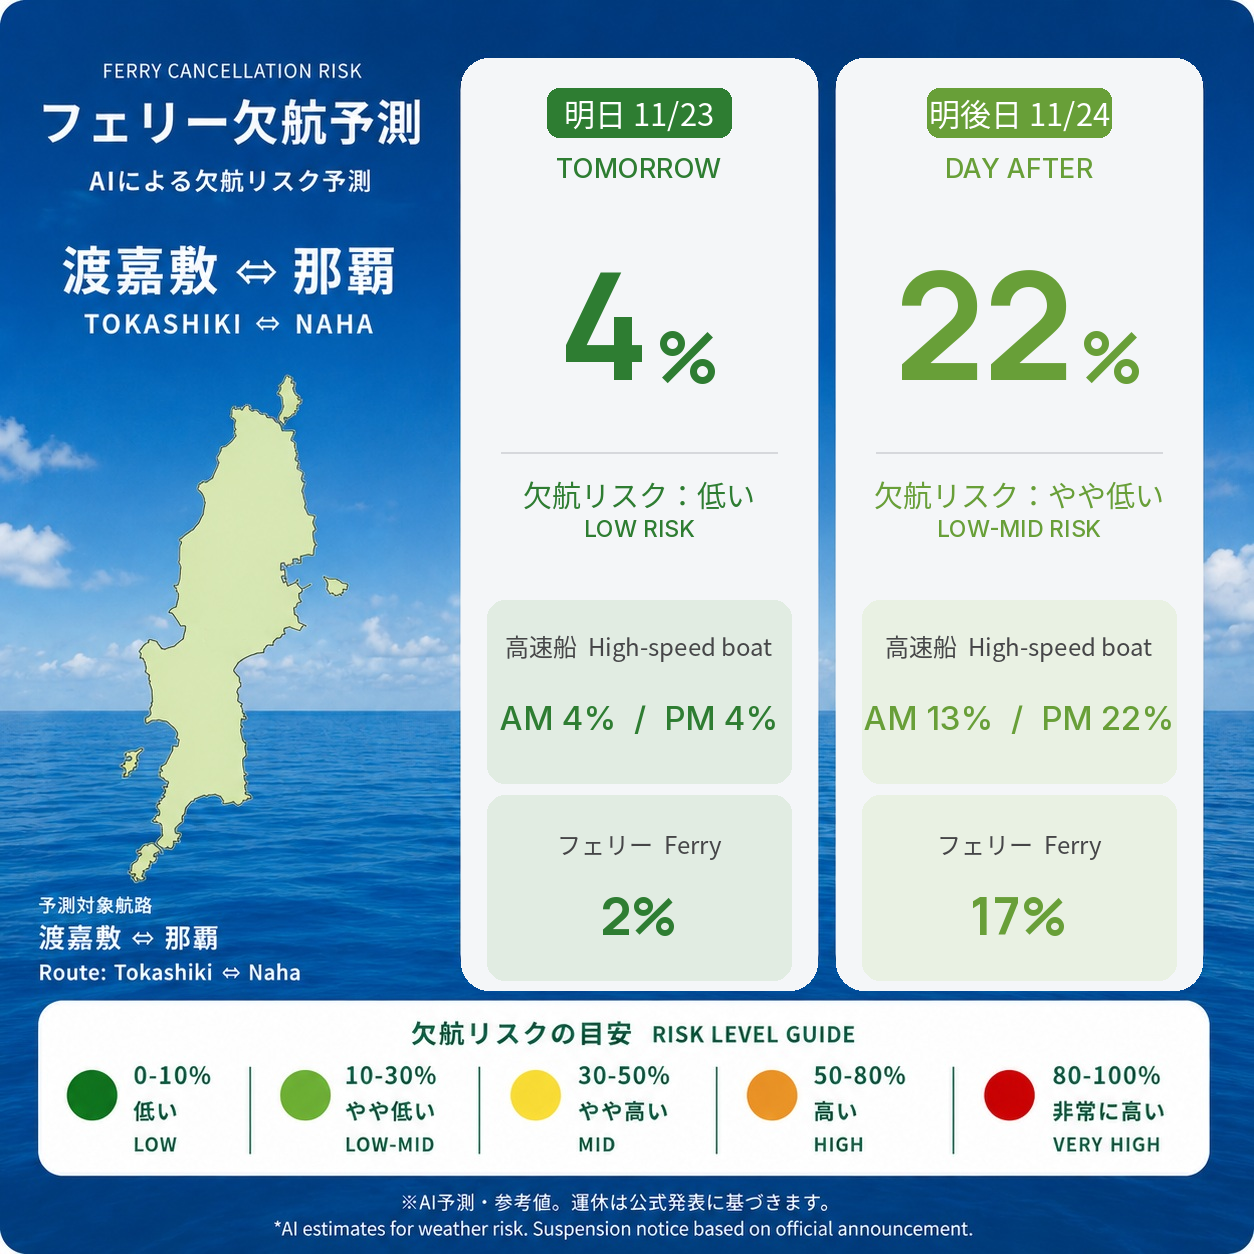 FERRY CANCELLATION RISK
フェリー欠航予測
AIによる欠航リスク予測
渡嘉敷 ⇔ 那覇
TOKASHIKI ⇔ NAHA
予測対象航路
渡嘉敷 ⇔ 那覇
Route: Tokashiki ⇔ Naha
明日 11/23
TOMORROW
4%
欠航リスク：低い
LOW RISK
高速船 High-speed boat
AM 4% / PM 4%
フェリー Ferry
2%
明後日 11/24
DAY AFTER
22%
欠航リスク：やや低い
LOW-MID RISK
高速船 High-speed boat
AM 13% / PM 22%
フェリー Ferry
17%
欠航リスクの目安 RISK LEVEL GUIDE
0-10%
低い
LOW
10-30%
やや低い
LOW-MID
30-50%
やや高い
MID
50-80%
高い
HIGH
80-100%
非常に高い
VERY HIGH
※AI予測・参考値。運休は公式発表に基づきます。
*AI estimates for weather risk. Suspension notice based on official announcement.